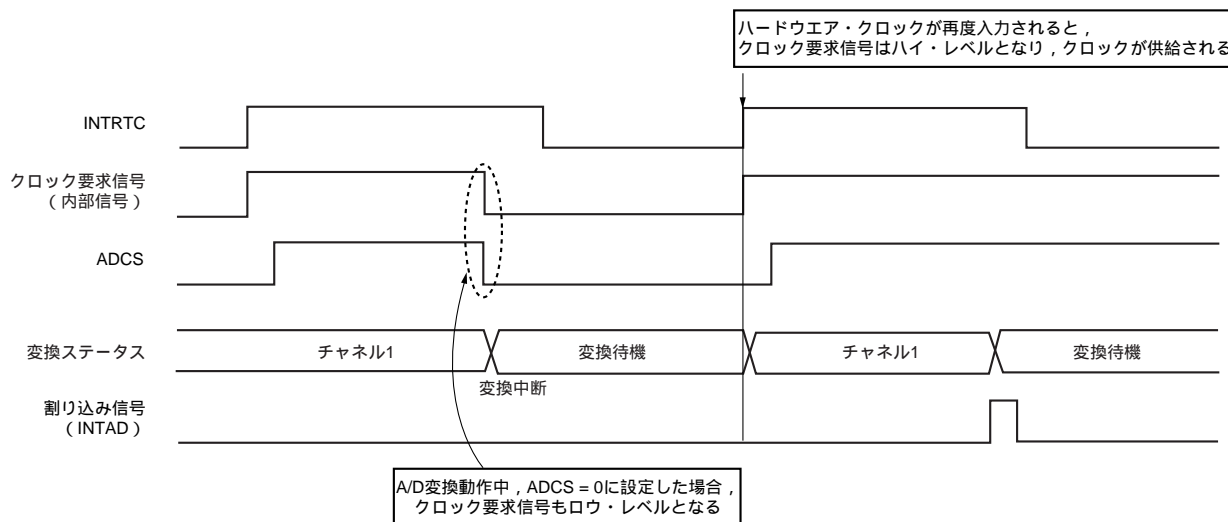 ハードウエア・クロックが再度入力されると，
クロック要求信号はハイ・レベルとなり，クロックが供給される
INTRTC
クロック要求信号
（内部信号）
ADCS
変換ステータス
チャネル1
変換待機
チャネル1
変換待機
変換中断
割り込み信号
（INTAD）
A/D変換動作中，ADCS = 0に設定した場合，
クロック要求信号もロウ・レベルとなる